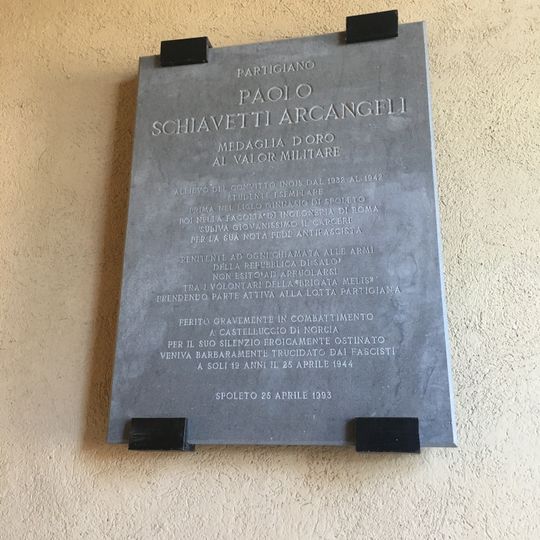 PARTIGIANO
PAOLO
SCHIAVETTI ARCANGELI
MEDAGLIA D'ORO
AL VALOR MILITARE
ALLIEVO DEL CONVITTO INOIS DAL 1932 AL 1942
STUDENTE ESEMPLARE
PRIMA NEL LICEO GINNASIO DI SPOLETO
POI NELLA FACOLTA' DI INGEGNERIA DI ROMA
SUBIVA GIOVANISSIMO IL CARCERE
PER LA SUA NOTA FEDE ANTIFASCISTA
RENITENTE AD OGNI CHIAMATA ALLE ARMI
DELLA REPUBBLICA DI SALO'
NON ESITO' AD ARRUOLARSI
TRA I VOLONTARI DELLA "BRIGATA MELIS"
PRENDENDO PARTE ATTIVA ALLA LOTTA PARTIGIANA
FERITO GRAVEMENTE IN COMBATTIMENTO
A CASTELLUCCIO DI NORCIA
PER IL SUO SILENZIO EROICAMENTE OSTINATO
VENIVA BARBARAMENTE TRUCIDATO DAI FASCISTI
A SOLI 19 ANNI IL 25 APRILE 1944
SPOLETO 25 APRILE 1993